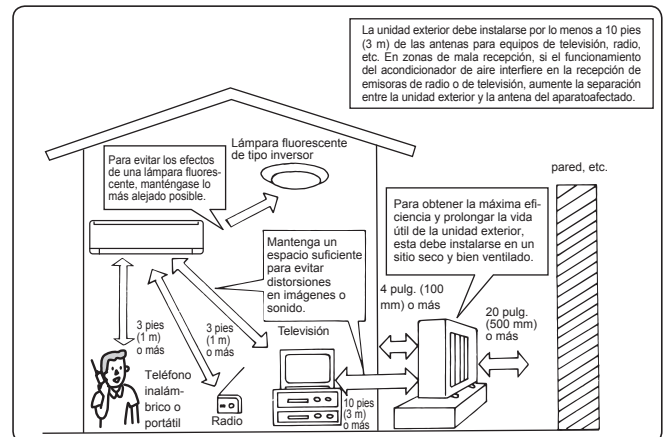 La unidad exterior debe instalarse por lo menos a 10 pies
(3 m) de las antenas para equipos de televisión, radio,
etc. En zonas de mala recepción, si el funcionamiento
del acondicionador de aire interfiere en la recepción de
emisoras de radio o de televisión, aumente la separación
entre la unidad exterior y la antena del aparatoafectado.
Lámpara fluorescente
de tipo inversor
Para evitar los efectos
de una lámpara fluores-
cente, manténgase lo
más alejado posible.
pared, etc.
Para obtener la máxima efi-
ciencia y prolongar la vida
útil de la unidad exterior,
esta debe instalarse en un
sitio seco y bien ventilado.
Mantenga un
espacio suficiente
para evitar
distorsiones
en imágenes o
sonido.
4 pulg. (100
mm) o más
20 pulg.
(500 mm)
o más
3 pies
(1 m)
o más
3 pies
(1 m)
o más
Televisión
Teléfono
inalám-
brico o
portátil
Radio
10 pies
(3 m)
o más